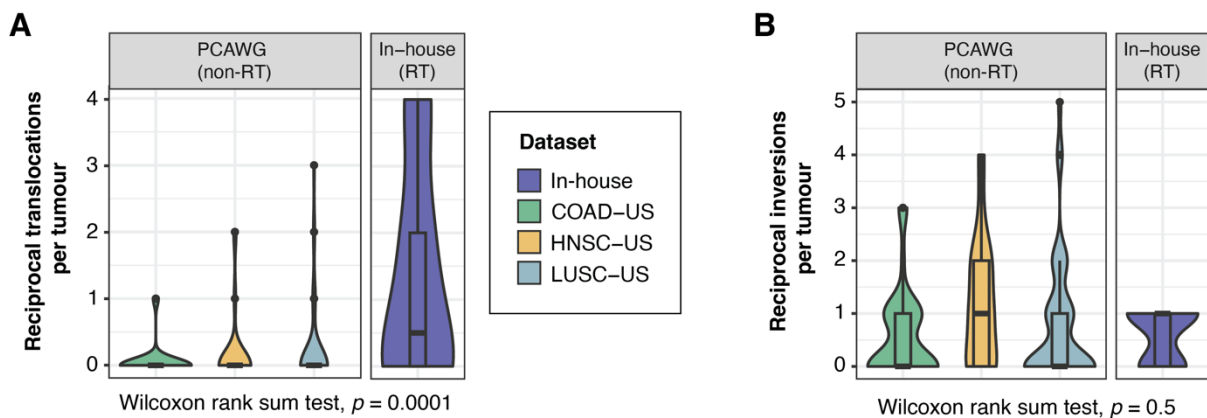 A
PCAWG
(non-RT)
In-house
(RT)
Reciprocal translocations
per tumour
4
3
2
1
0
Wilcoxon rank sum test, p = 0.0001
Dataset
In-house
COAD-US
HNSC-US
LUSC-US
B
PCAWG
(non-RT)
In-house
(RT)
Reciprocal inversions
per tumour
5
4
3
2
1
0
Wilcoxon rank sum test, p = 0.5